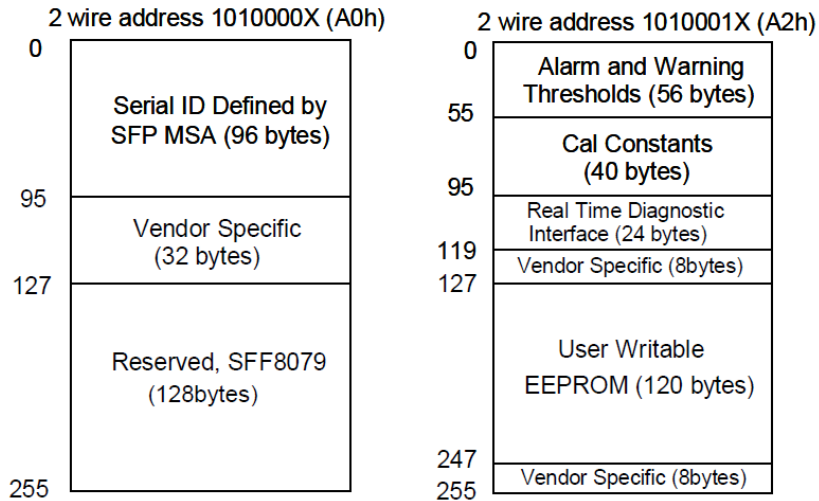 2 wire address 1010000X (A0h)
0
Serial ID Defined by
SFP MSA (96 bytes)
95
Vendor Specific
(32 bytes)
127
Reserved, SFF8079
(128bytes)
255
2 wire address 1010001X (A2h)
0
Alarm and Warning
Thresholds (56 bytes)
55
Cal Constants
(40 bytes)
95
Real Time Diagnostic
Interface (24 bytes)
119
Vendor Specific (8bytes)
127
User Writable
EEPROM (120 bytes)
247
Vendor Specific (8bytes)
255